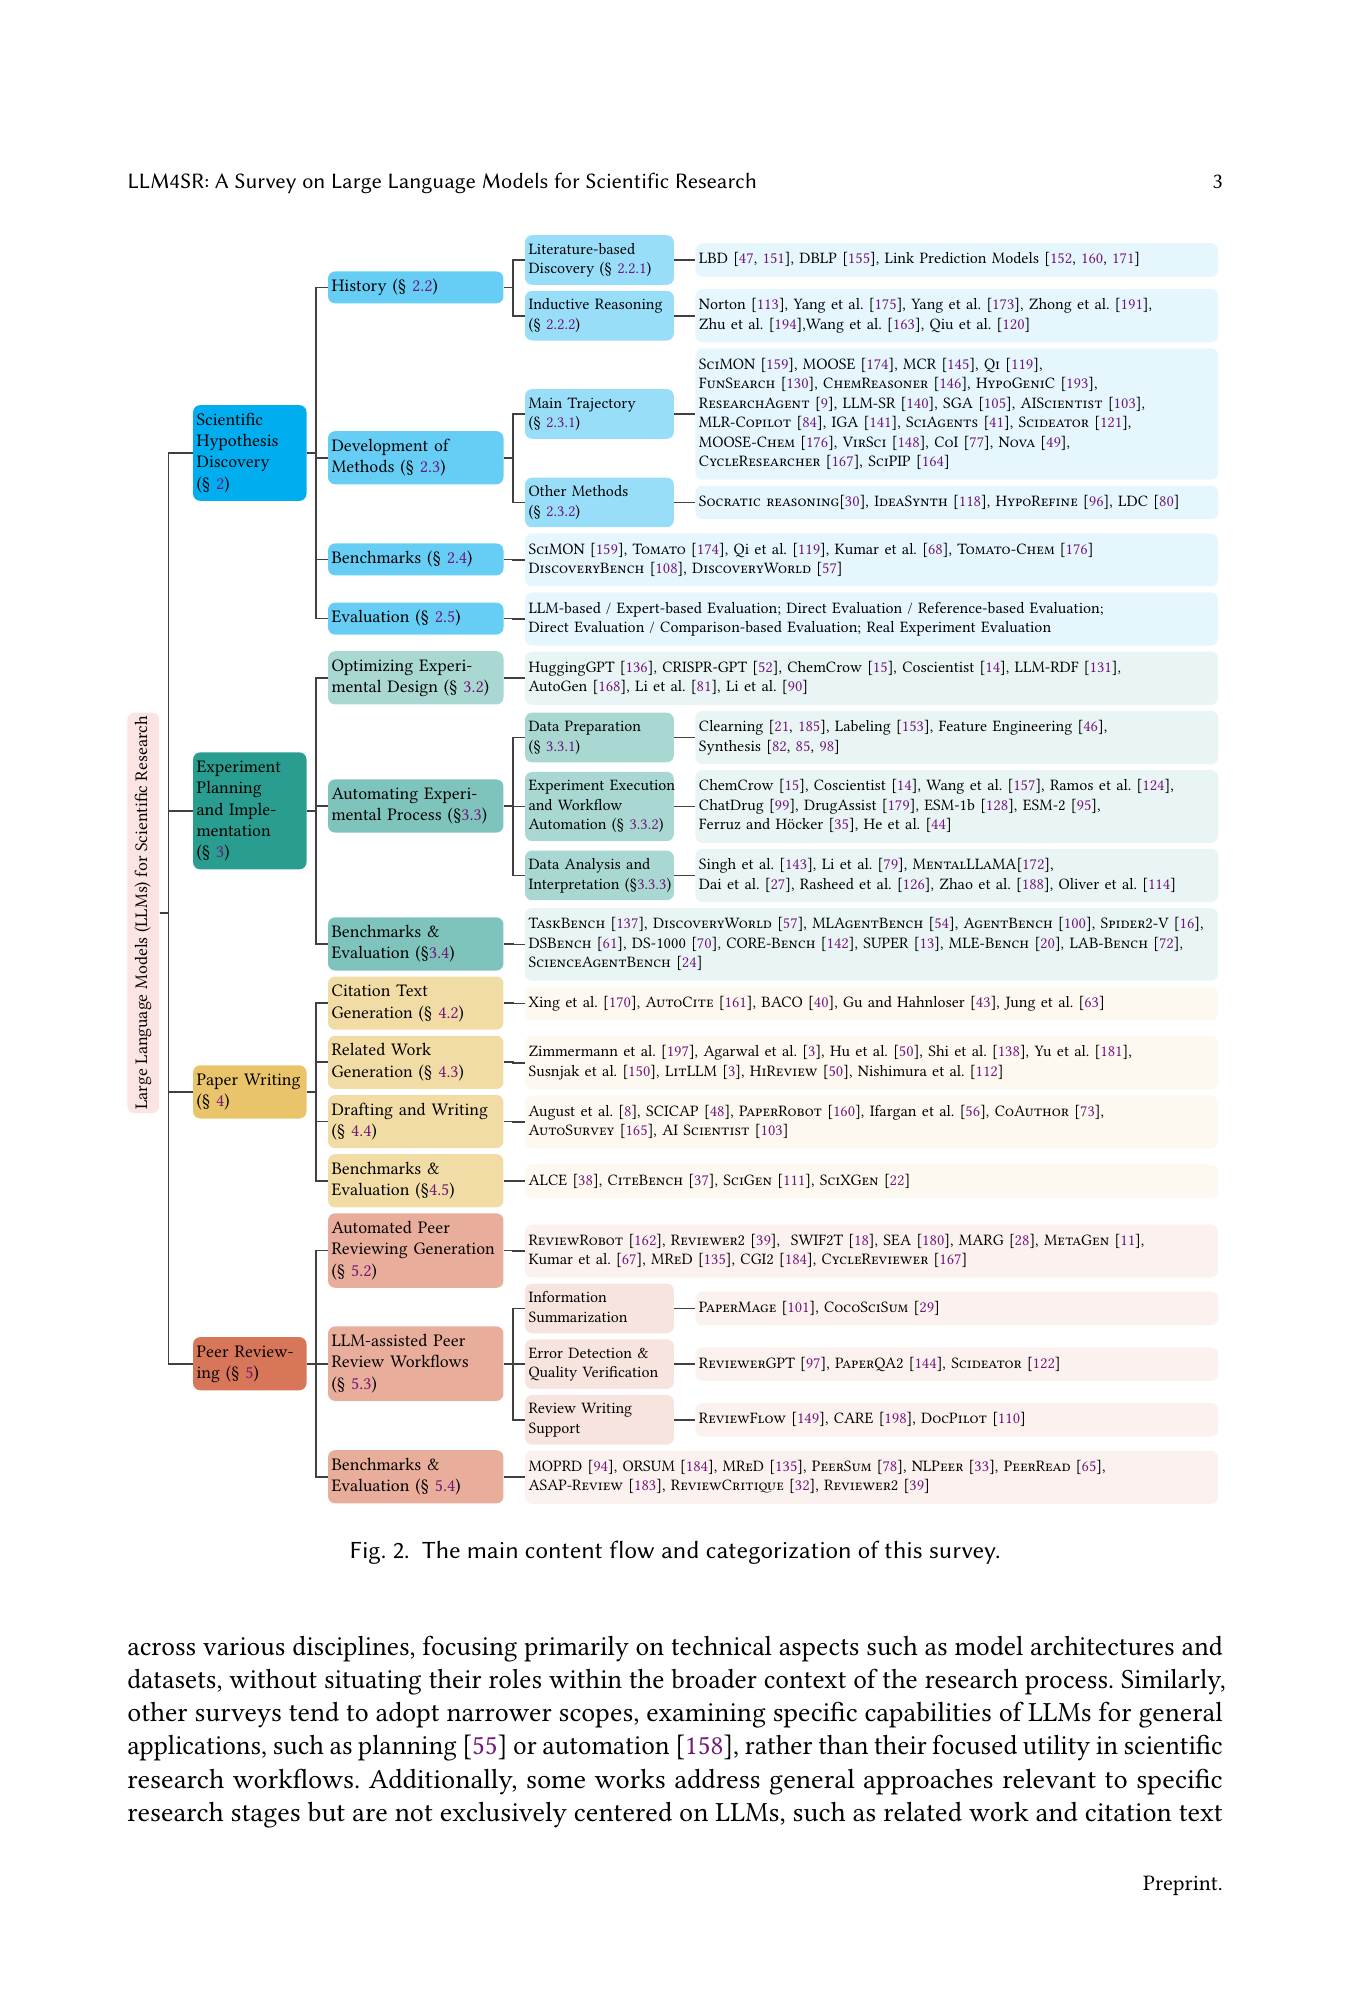 LLM4SR: A Survey on Large Language Models for Scientific Research 3
Large Language Models (LLMs) for Scientific Research
Scientific
Hypothesis
Discovery
(§ 2)
History (§ 2.2)
Literature-based
Discovery (§ 2.2.1)
LBD [47, 151], DBLP [155], Link Prediction Models [152, 160, 171]
Inductive Reasoning
(§ 2.2.2)
Norton [113], Yang et al. [175], Yang et al. [173], Zhong et al. [191],
Zhu et al. [194],Wang et al. [163], Qiu et al. [120]
Development of
Methods (§ 2.3)
Main Trajectory
(§ 2.3.1)
SciMON [159], MOOSE [174], MCR [145], Qi [119],
FunSearch [130], ChemReasoner [146], HypoGeniC [193],
ResearchAgent [9], LLM-SR [140], SGA [105], AIScientist [103],
MLR-Copilot [84], IGA [141], SciAgents [41], Scideator [121],
MOOSE-Chem [176], VirSci [148], CoI [77], Nova [49],
CycleResearcher [167], SciPIP [164]
Other Methods
(§ 2.3.2)
Socratic reasoning[30], IdeaSynth [118], HypoRefine [96], LDC [80]
Benchmarks (§ 2.4)
SciMON [159], Tomato [174], Qi et al. [119], Kumar et al. [68], Tomato-Chem [176]
DiscoveryBench [108], DiscoveryWorld [57]
Evaluation (§ 2.5)
LLM-based / Expert-based Evaluation; Direct Evaluation / Reference-based Evaluation;
Direct Evaluation / Comparison-based Evaluation; Real Experiment Evaluation
Experiment
Planning
and Imple-
mentation
(§ 3)
Optimizing Experi-
mental Design (§ 3.2)
HuggingGPT [136], CRISPR-GPT [52], ChemCrow [15], Coscientist [14], LLM-RDF [131],
AutoGen [168], Li et al. [81], Li et al. [90]
Automating Experi-
mental Process (§3.3)
Data Preparation
(§ 3.3.1)
Clearning [21, 185], Labeling [153], Feature Engineering [46],
Synthesis [82, 85, 98]
Experiment Execution
and Workflow
Automation (§ 3.3.2)
ChemCrow [15], Coscientist [14], Wang et al. [157], Ramos et al. [124],
ChatDrug [99], DrugAssist [179], ESM-1b [128], ESM-2 [95],
Ferruz and Höcker [35], He et al. [44]
Data Analysis and
Interpretation (§3.3.3)
Singh et al. [143], Li et al. [79], MentalLLaMA[172],
Dai et al. [27], Rasheed et al. [126], Zhao et al. [188], Oliver et al. [114]
Benchmarks &
Evaluation (§3.4)
TaskBench [137], DiscoveryWorld [57], MLAgentBench [54], AgentBench [100], Spider2-V [16],
DSBench [61], DS-1000 [70], CORE-Bench [142], SUPER [13], MLE-Bench [20], LAB-Bench [72],
ScienceAgentBench [24]
Paper Writing
(§ 4)
Citation Text
Generation (§ 4.2)
Xing et al. [170], AutoCite [161], BACO [40], Gu and Hahnloser [43], Jung et al. [63]
Related Work
Generation (§ 4.3)
Zimmermann et al. [197], Agarwal et al. [3], Hu et al. [50], Shi et al. [138], Yu et al. [181],
Susnjak et al. [150], LitLLM [3], HiReview [50], Nishimura et al. [112]
Drafting and Writing
(§ 4.4)
August et al. [8], SCICAP [48], PaperRobot [160], Ifargan et al. [56], CoAuthor [73],
AutoSurvey [165], AI Scientist [103]
Benchmarks &
Evaluation (§4.5)
ALCE [38], CiteBench [37], SciGen [111], SciXGen [22]
Peer Review-
ing (§ 5)
Automated Peer
Reviewing Generation
(§ 5.2)
ReviewRobot [162], Reviewer2 [39], SWIF2T [18], SEA [180], MARG [28], MetaGen [11],
Kumar et al. [67], MReD [135], CGI2 [184], CycleReviewer [167]
LLM-assisted Peer
Review Workflows
(§ 5.3)
Information
Summarization
PaperMage [101], CocoSciSum [29]
Error Detection &
Quality Verification
ReviewerGPT [97], PaperQA2 [144], Scideator [122]
Review Writing
Support
ReviewFlow [149], CARE [198], DocPilot [110]
Benchmarks &
Evaluation (§ 5.4)
MOPRD [94], ORSUM [184], MReD [135], PeerSum [78], NLPeer [33], PeerRead [65],
ASAP-Review [183], ReviewCritique [32], Reviewer2 [39]
Fig. 2. The main content flow and categorization of this survey.
across various disciplines, focusing primarily on technical aspects such as model architectures and
datasets, without situating their roles within the broader context of the research process. Similarly,
other surveys tend to adopt narrower scopes, examining specific capabilities of LLMs for general
applications, such as planning [55] or automation [158], rather than their focused utility in scientific
research workflows. Additionally, some works address general approaches relevant to specific
research stages but are not exclusively centered on LLMs, such as related work and citation text
Preprint.